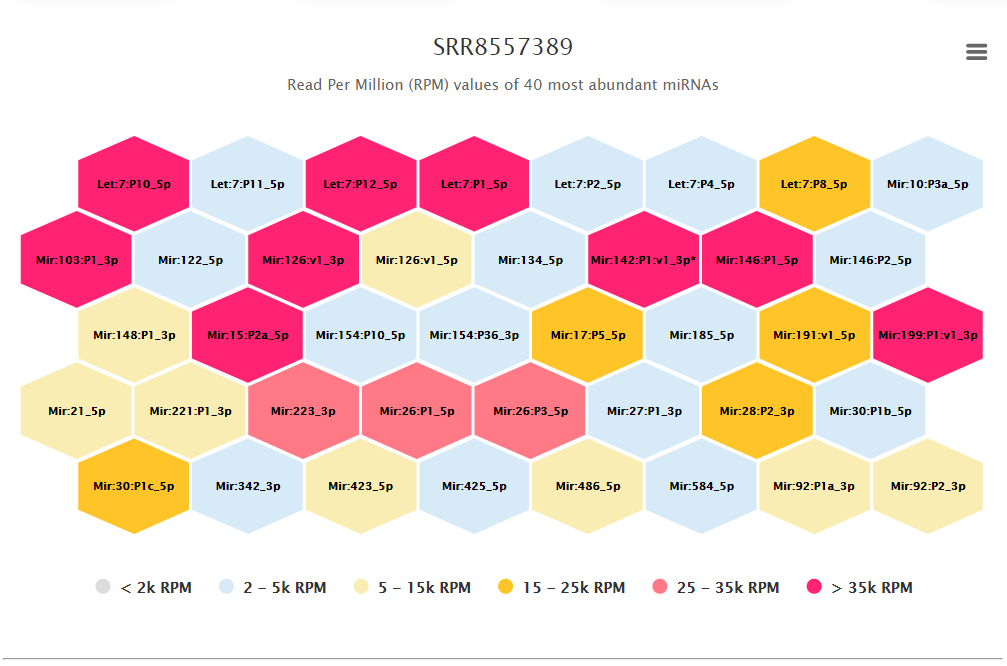 SRR8557389
Read Per Million (RPM) values of 40 most abundant miRNAs
Let:7:P10_5p Let:7:P11_5p Let:7:P12_5p Let:7:P1_5p Let:7:P2_5p Let:7:P4_5p Let:7:P8_5p Mir:10:P3a_5p
Mir:103:P1_3p Mir:122_5p Mir:126:v1_3p Mir:126:v1_5p Mir:134_5p Mir:142:P1:v1_3p* Mir:146:P1_5p Mir:146:P2_5p
Mir:148:P1_3p Mir:15:P2a_5p Mir:154:P10_5p Mir:154:P36_3p Mir:17:P5_5p Mir:185_5p Mir:191:v1_5p Mir:199:P1:v1_3p
Mir:21_5p Mir:221:P1_3p Mir:223_3p Mir:26:P1_5p Mir:26:P3_5p Mir:27:P1_3p Mir:28:P2_3p Mir:30:P1b_5p
Mir:30:P1c_5p Mir:342_3p Mir:423_5p Mir:425_5p Mir:486_5p Mir:584_5p Mir:92:P1a_3p Mir:92:P2_3p
< 2k RPM 2 – 5k RPM 5 – 15k RPM 15 – 25k RPM 25 – 35k RPM > 35k RPM